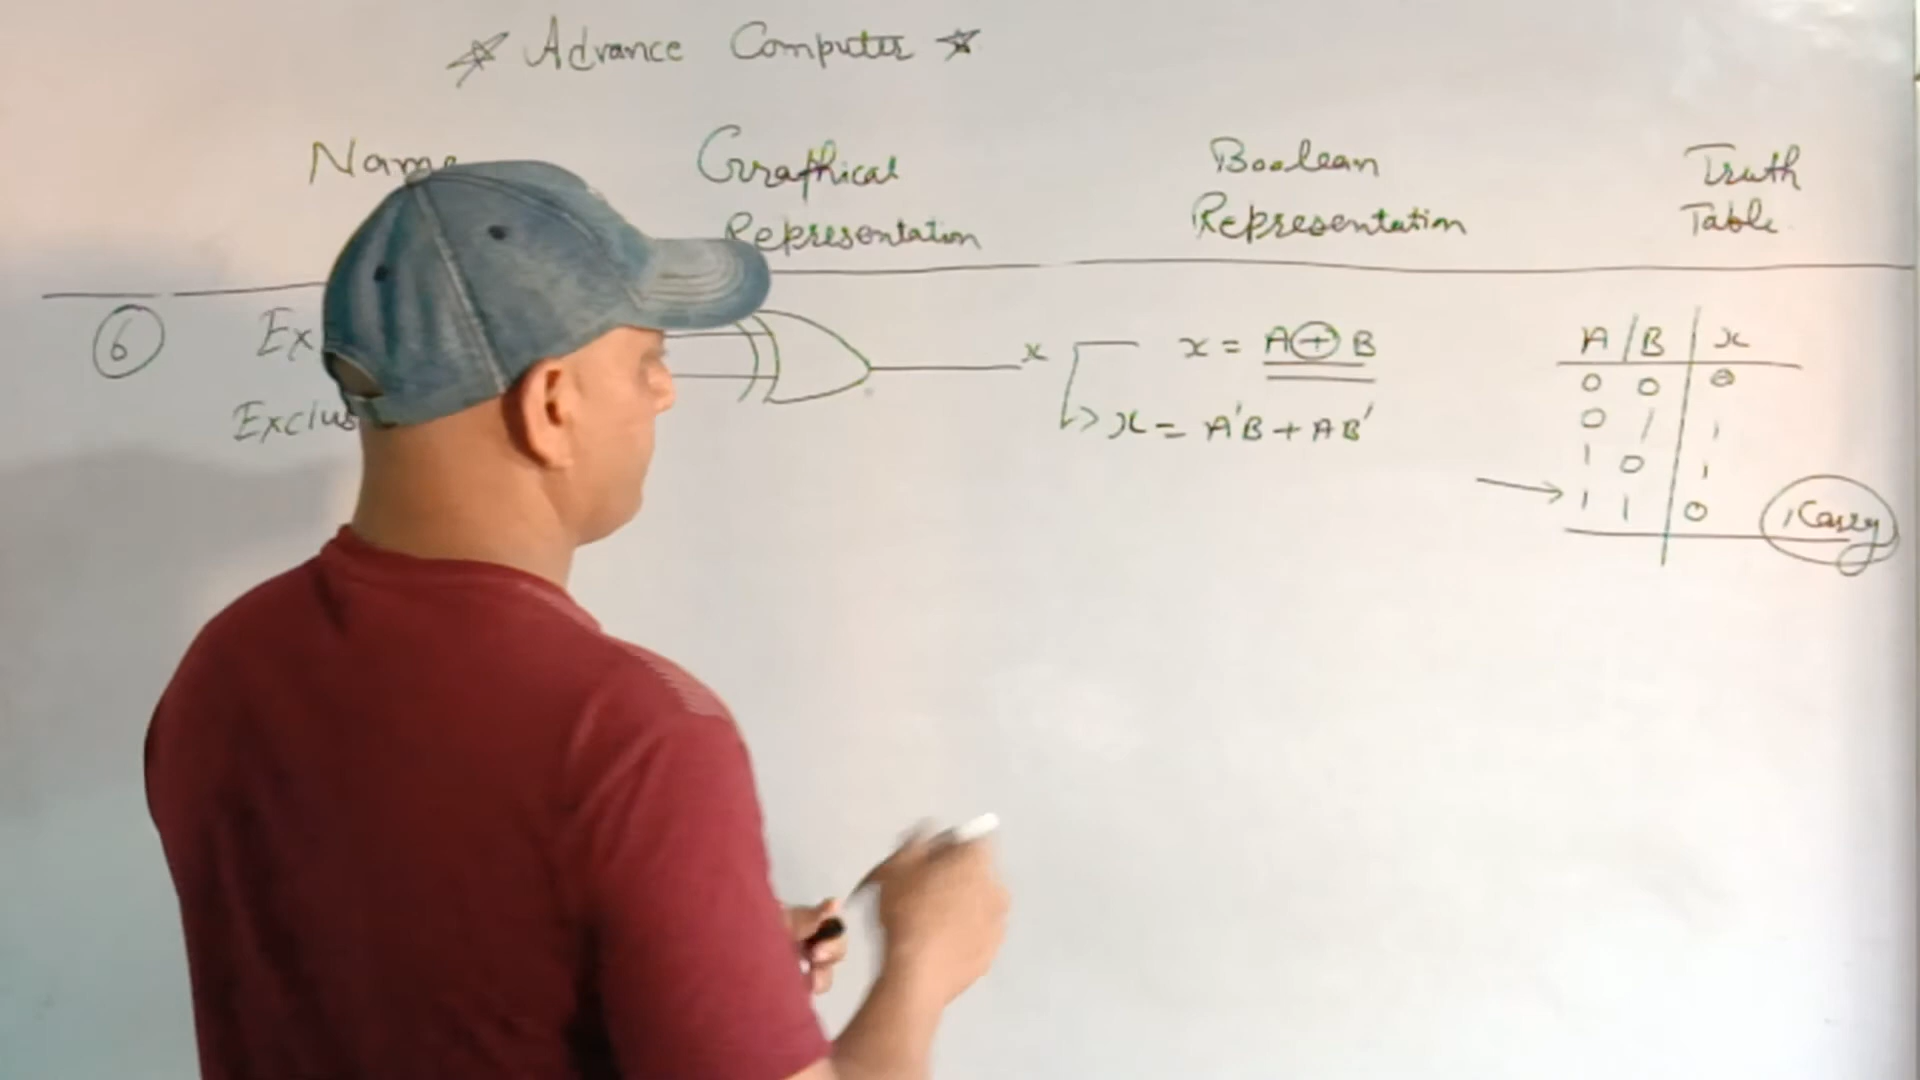 ☆ Advance Computer ☆
Name Graphical Representation Boolean Representation Truth Table
6 Ex
Exclus
x
x = A ⊕ B
x = A'B + AB'
A B x
0 0 0
0 1 1
1 0 1
1 1 0 1 Carry